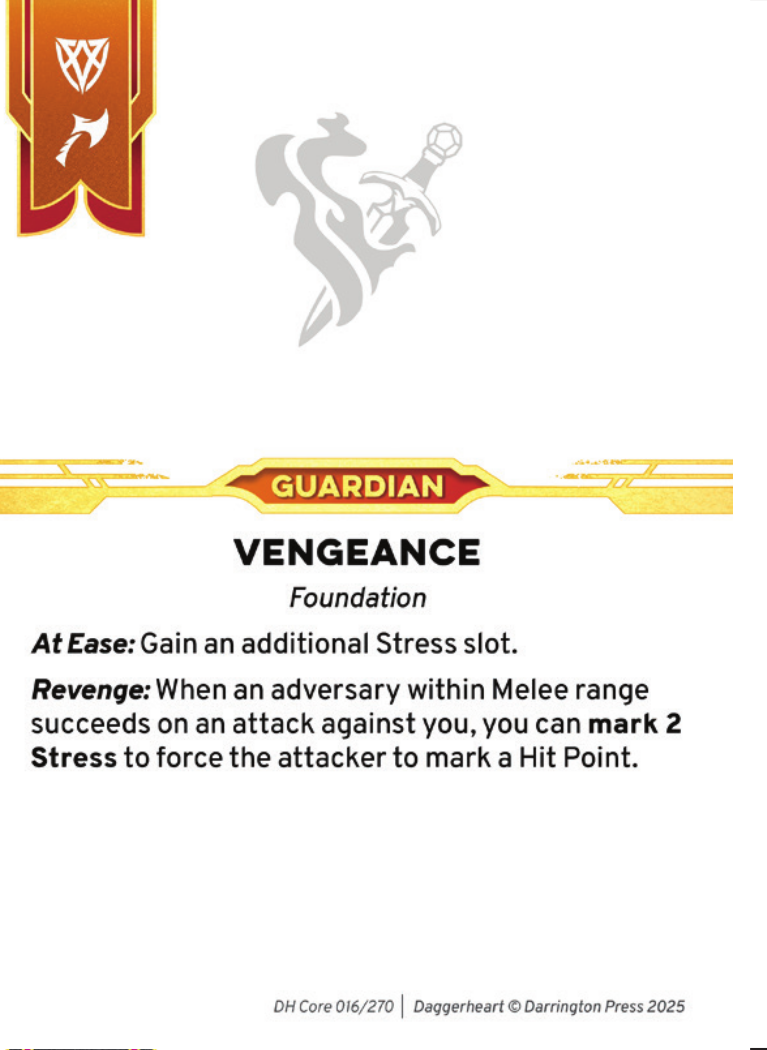 GUARDIAN
VENGEANCE
Foundation
At Ease: Gain an additional Stress slot.
Revenge: When an adversary within Melee range
succeeds on an attack against you, you can mark 2
Stress to force the attacker to mark a Hit Point.
DH Core 016/270 | Daggerheart © Darrington Press 2025